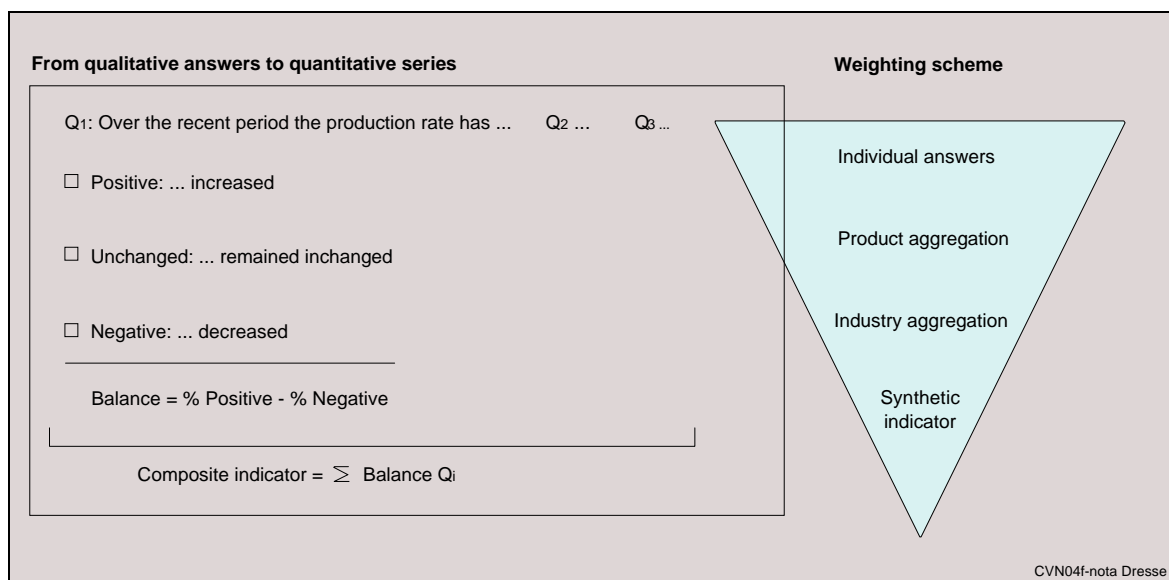 From qualitative answers to quantitative series
Weighting scheme
Q1: Over the recent period the production rate has ... Q2 ... Q3 ...
Positive: ... increased
Unchanged: ... remained inchanged
Negative: ... decreased
Balance = % Positive - % Negative
Composite indicator = Σ Balance Qi
Individual answers
Product aggregation
Industry aggregation
Synthetic
indicator
CVN04f-nota Dresse